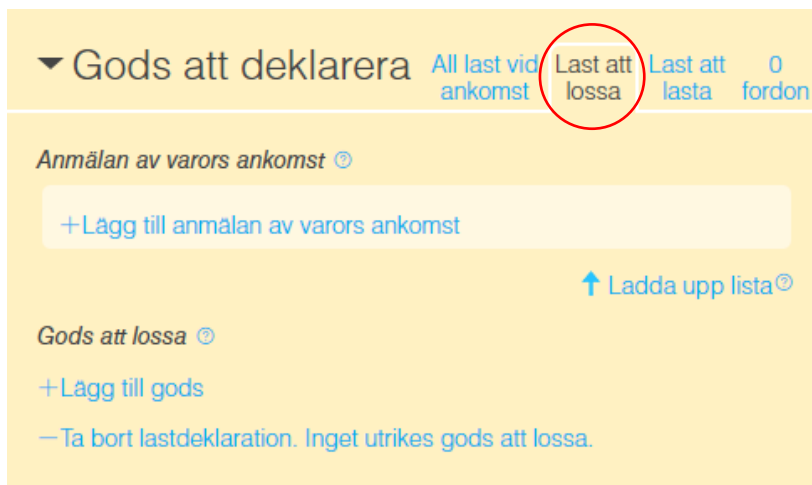 Gods att deklarera
All last vid ankomst
Last att lossa
Last att lasta
0 fordon
Anmälan av varors ankomst
+Lägg till anmälan av varors ankomst
Ladda upp lista
Gods att lossa
+Lägg till gods
−Ta bort lastdeklaration. Inget utrikes gods att lossa.